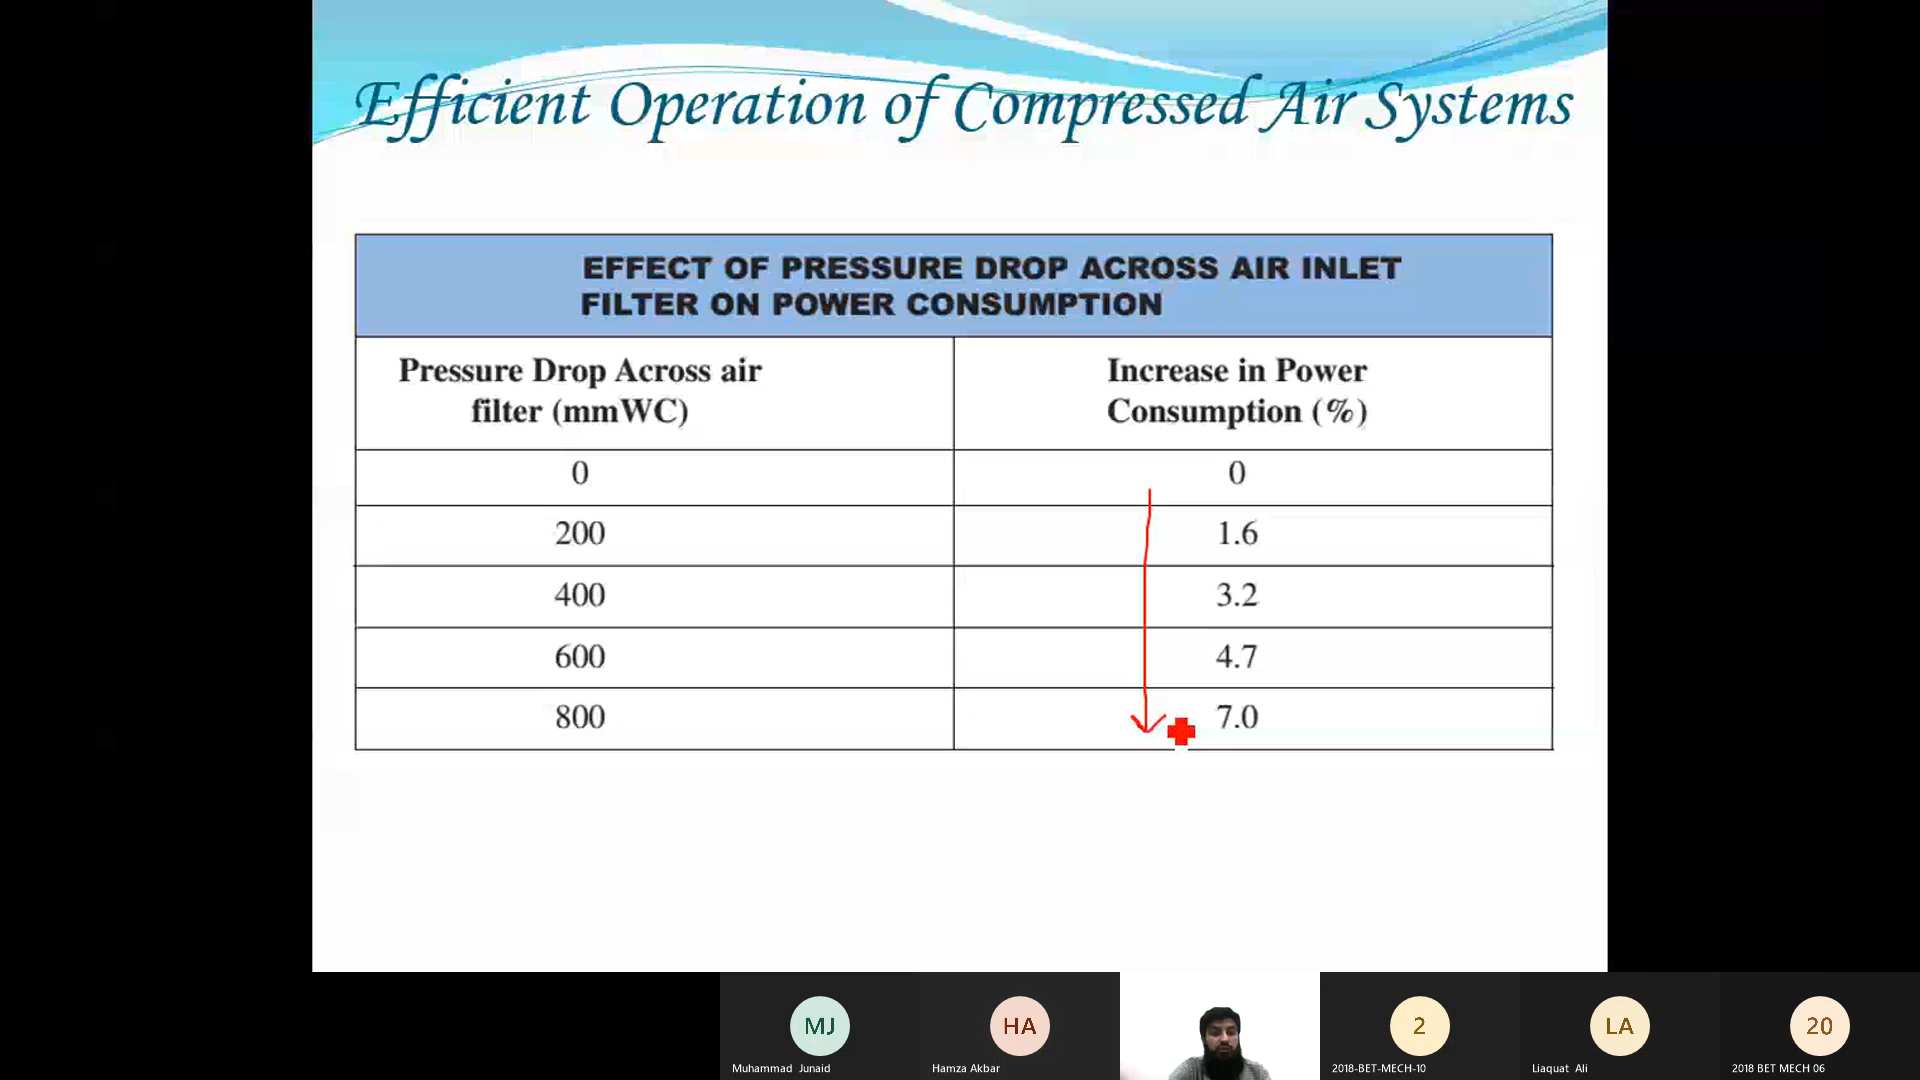 Efficient Operation of Compressed Air Systems
EFFECT OF PRESSURE DROP ACROSS AIR INLET
FILTER ON POWER CONSUMPTION
Pressure Drop Across air
filter (mmWC)
Increase in Power
Consumption (%)
0 0
200 1.6
400 3.2
600 4.7
800 7.0
MJ HA 2 LA 20
Muhammad Junaid Hamza Akbar 2018-BET-MECH-10 Liaquat Ali 2018 BET MECH 06